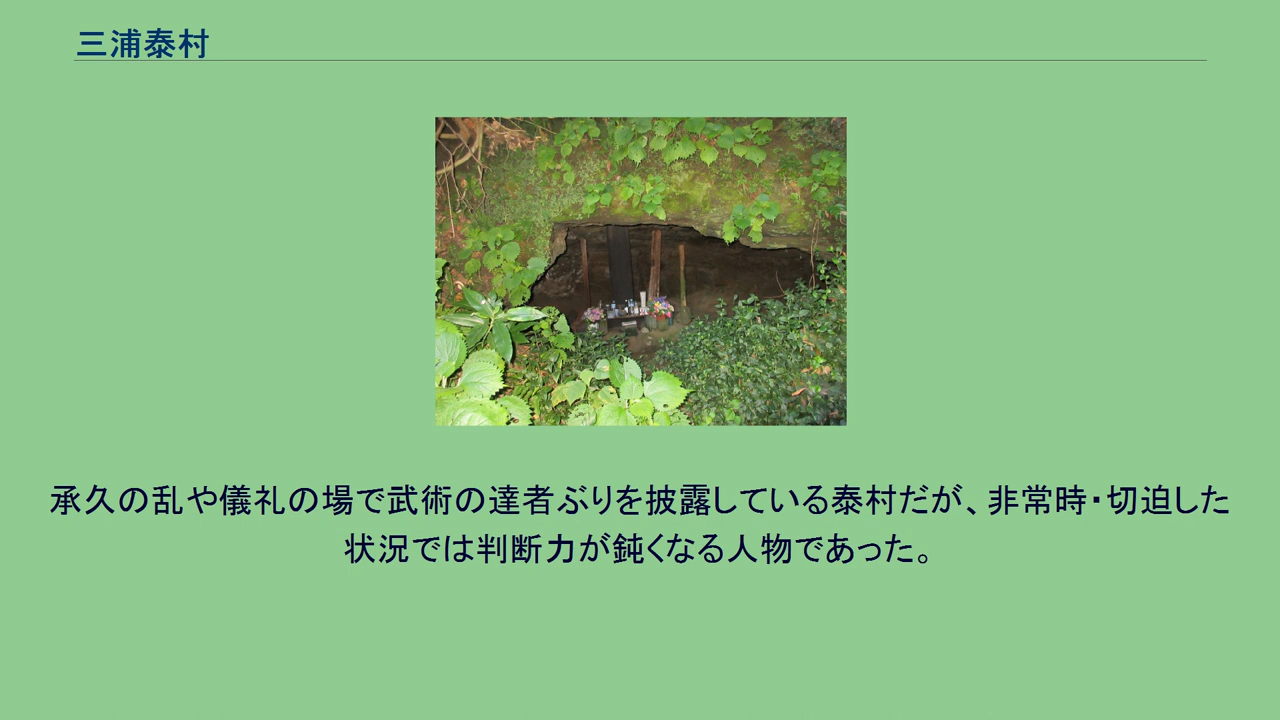 三浦泰村
承久の乱や儀礼の場で武術の達者ぶりを披露している泰村だが、非常時・切迫した
状況では判断力が鈍くなる人物であった。